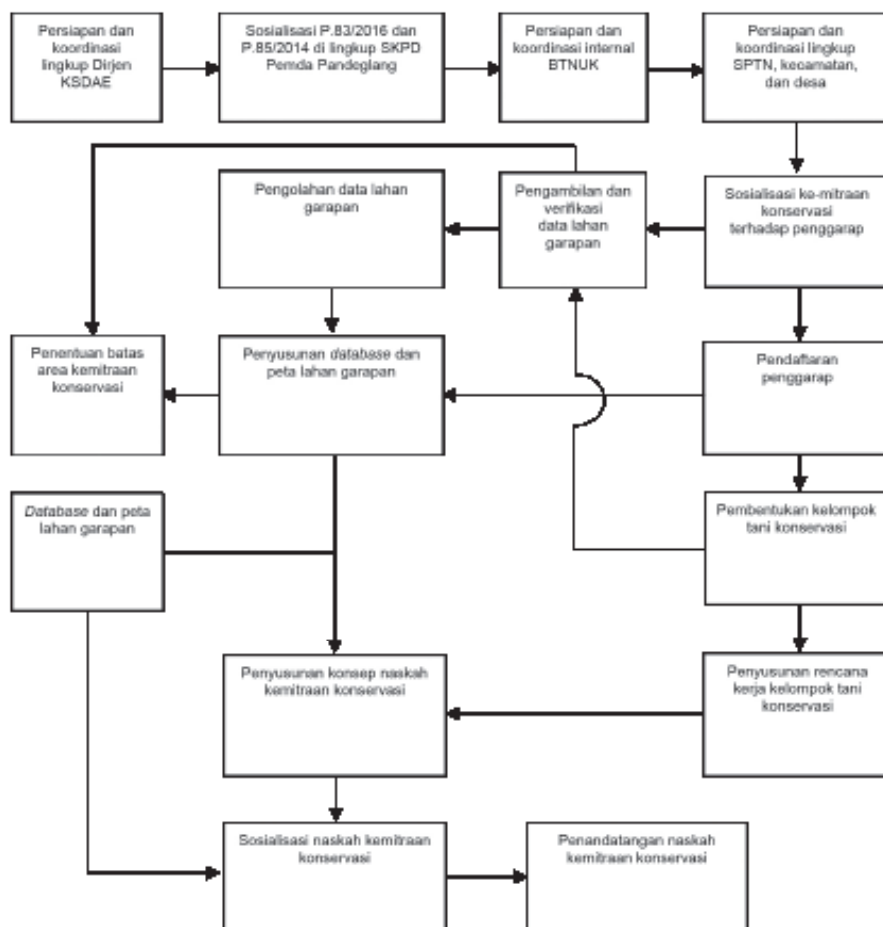 Persiapan dan
koordinasi
lingkup Dirjen
KSDAE
Sosialisasi P.83/2016 dan
P.85/2014 di lingkup SKPD
Pemda Pandeglang
Persiapan dan
koordinasi internal
BTNUK
Persiapan dan
koordinasi lingkup
SPTN, kecamatan,
dan desa
Pengolahan data lahan
garapan
Pengambilan dan
verifikasi
data lahan
garapan
Sosialisasi ke-mitraan
konservasi
terhadap penggarap
Penentuan batas
area kemitraan
konservasi
Penyusunan database dan
peta lahan garapan
Pendaftaran
penggarap
Database dan peta
lahan garapan
Pembentukan kelompok
tani konservasi
Penyusunan konsep naskah
kemitraan konservasi
Penyusunan rencana
kerja kelompok tani
konservasi
Sosialisasi naskah kemitraan
konservasi
Penandatangan naskah
kemitraan konservasi